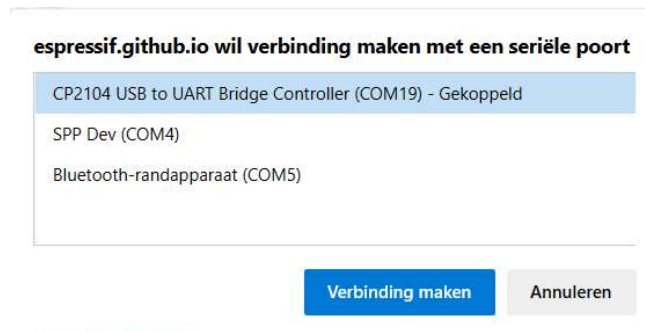 espressif.github.io wil verbinding maken met een seriële poort
CP2104 USB to UART Bridge Controller (COM19) - Gekoppeld
SPP Dev (COM4)
Bluetooth-randapparaat (COM5)
Verbinding maken Annuleren